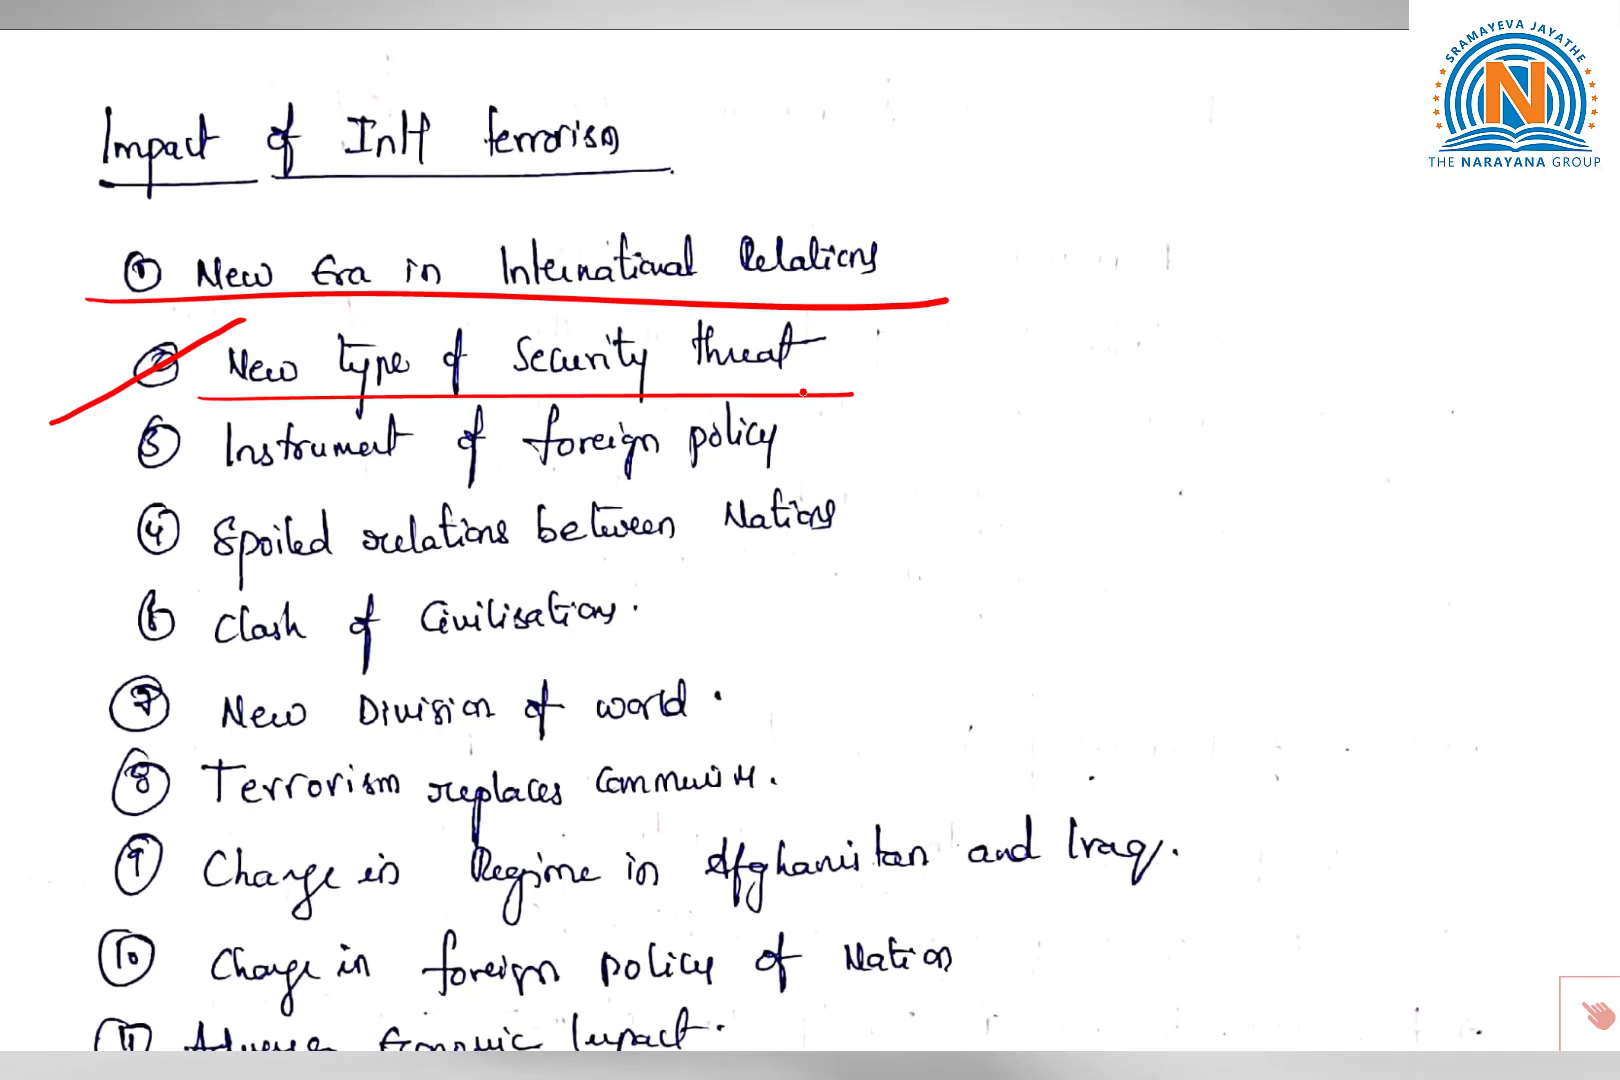 SRAMAYEVA JAYATHE
N
THE NARAYANA GROUP
Impact of Intl terrorism
① New Era in International Relations
② New type of Security threat
③ Instrument of foreign policy
④ Spoiled relations between Nations
⑥ Clash of Civilisations.
⑦ New Division of world.
⑧ Terrorism replaces
⑨ Change in Regime in Afghanistan and Iraq.
⑩ Change in foreign policy of Nation
⑪ Economic Impact.